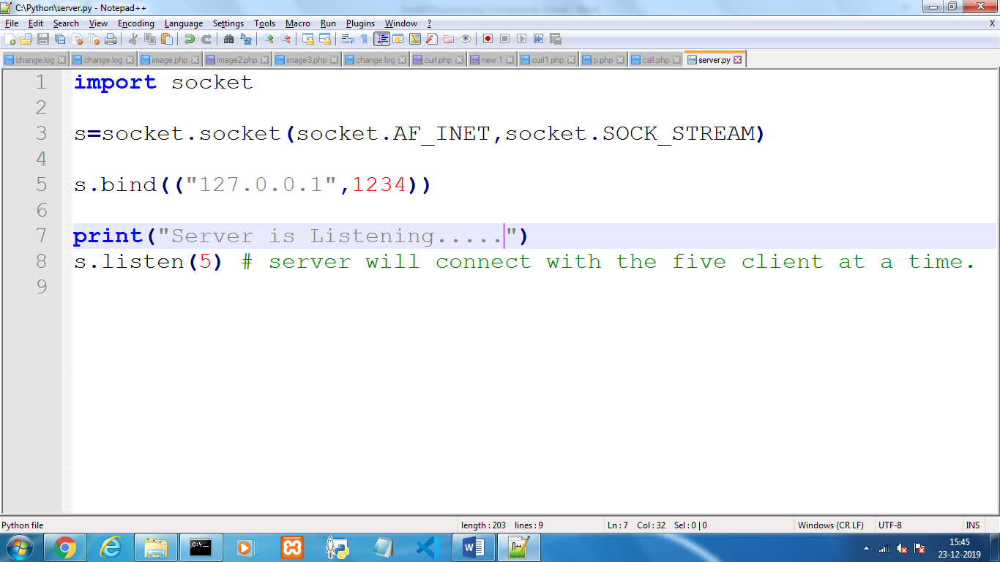 C:\Python\server.py - Notepad++
File Edit Search View Encoding Language Settings Tools Macro Run Plugins Window ? X
change.log change.log image.php image2.php image3.php change.log curl.php new 1 curl1.php p.php call.php server.py
1 import socket
2
3 s=socket.socket(socket.AF_INET,socket.SOCK_STREAM)
4
5 s.bind(("127.0.0.1",1234))
6
7 print("Server is Listening.....")
8 s.listen(5) # server will connect with the five client at a time.
9
Python file length : 203 lines : 9 Ln : 7 Col : 32 Sel : 0 | 0 Windows (CR LF) UTF-8 INS
15:45
23-12-2019